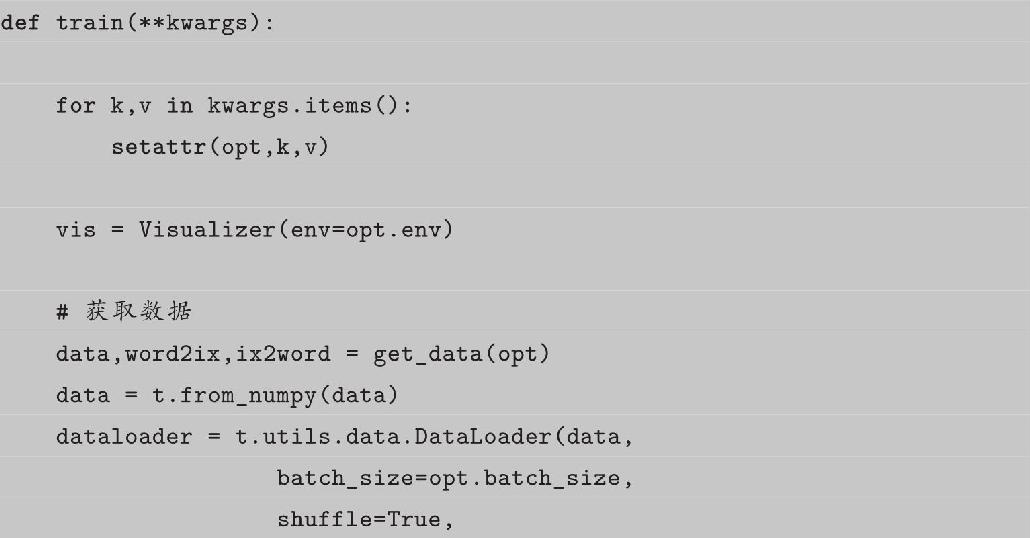 def train(**kwargs):
    for k,v in kwargs.items():
        setattr(opt,k,v)
    vis = Visualizer(env=opt.env)
    # 获取数据
    data,word2ix,ix2word = get_data(opt)
    data = t.from_numpy(data)
    dataloader = t.utils.data.DataLoader(data,
                    batch_size=opt.batch_size,
                    shuffle=True,